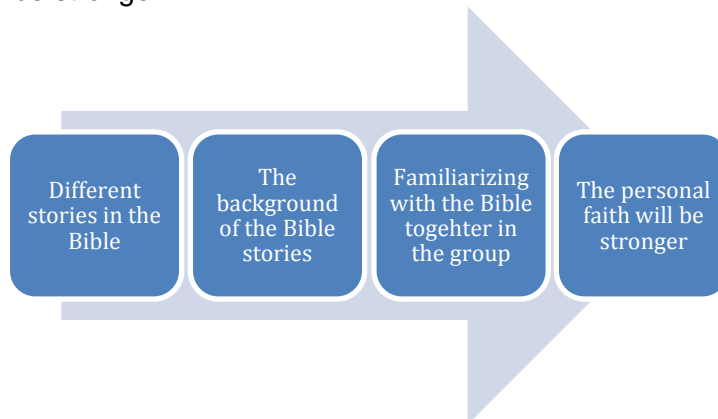 Different
stories in the
Bible
The
background
of the Bible
stories
Familiarizing
with the Bible
togehter in
the group
The personal
faith will be
stronger